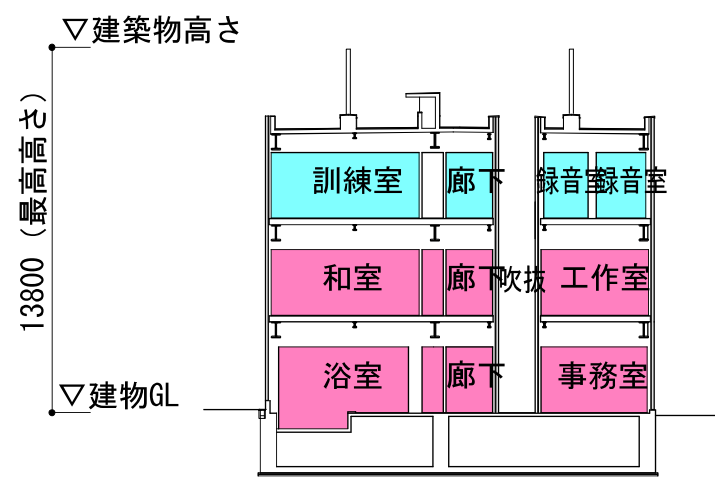 ▽建築物高さ
13800（最高高さ）
訓練室 廊下 録音室 録音室
和室 廊下 吹抜 工作室
浴室 廊下 事務室
▽建物GL